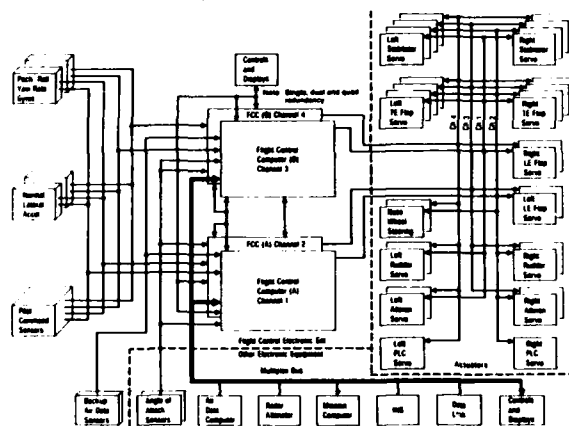 Controls
and
Displays
Note Single, dual and quad
redundancy
Pitch Roll
Yaw Rate
Gyros
Normal
Lateral
Accel
Pilot
Command
Sensors
Backup
Air Data
Sensors
Angle of
Attack
Sensors
FCC (B) Channel 4
Flight Control
Computer (B)
Channel 3
FCC (A) Channel 2
Flight Control
Computer (A)
Channel 1
Flight Control Electronic Set
Other Electronic Equipment
Multiplex Bus
Air
Data
Computer
Radar
Altimeter
Mission
Computer
INS
Data
Controls
and
Displays
Left
Stabilator
Servo
Right
Stabilator
Servo
Left
TE Flap
Servo
Right
TE Flap
Servo
Right
LE Flap
Servo
Left
LE Flap
Servo
Nose
Wheel
Steering
Left
Rudder
Servo
Right
Rudder
Servo
Left
Aileron
Servo
Right
Aileron
Servo
Left
PLC
Servo
Right
PLC
Servo
Actuators